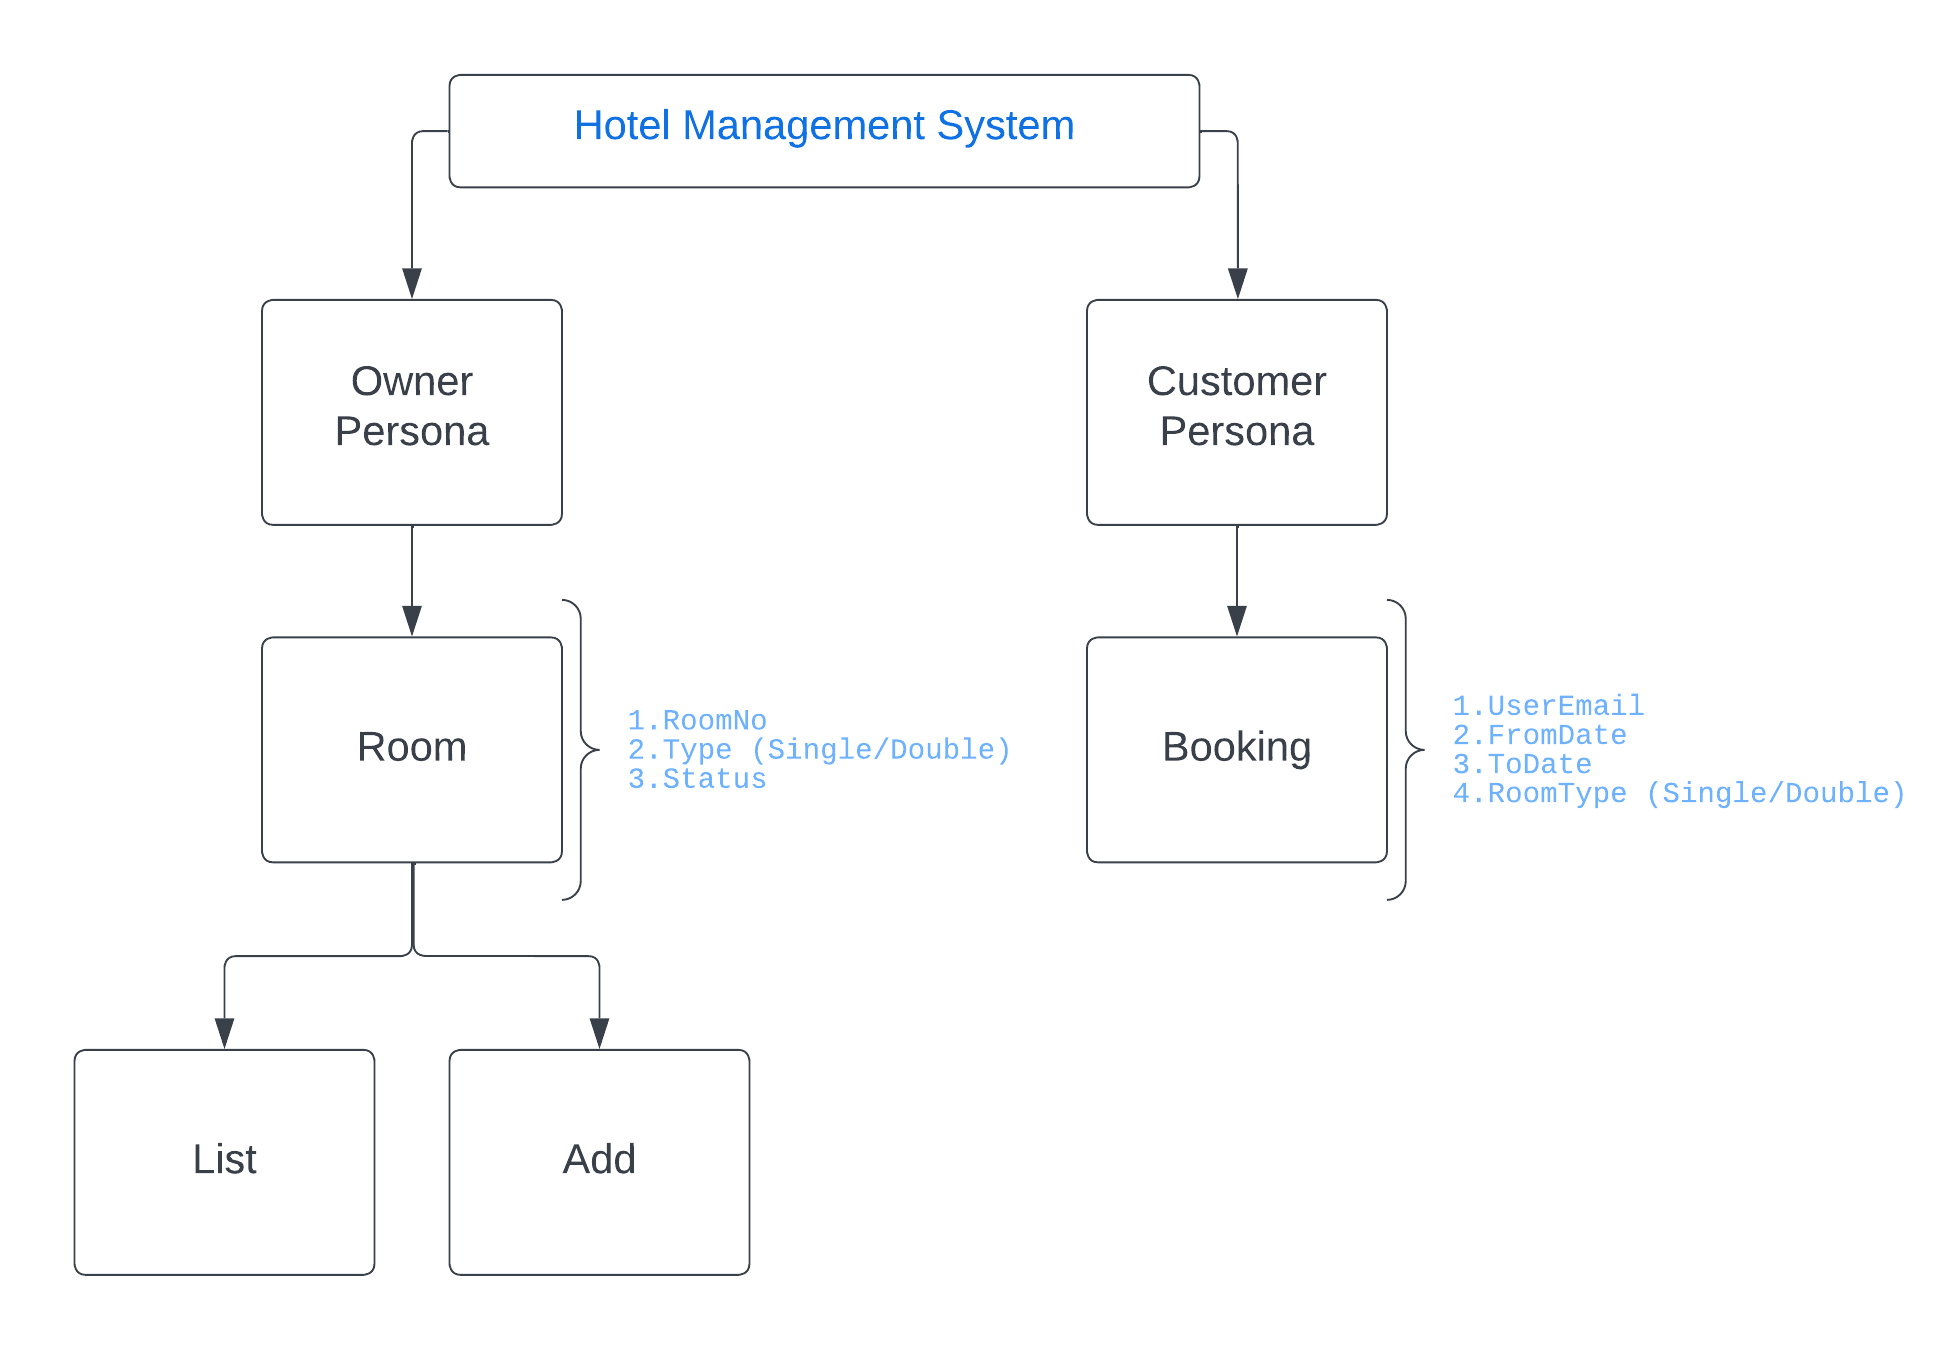 Hotel Management System
Owner
Persona
Customer
Persona
Room
1.RoomNo
2.Type (Single/Double)
3.Status
Booking
1.UserEmail
2.FromDate
3.ToDate
4.RoomType (Single/Double)
List
Add